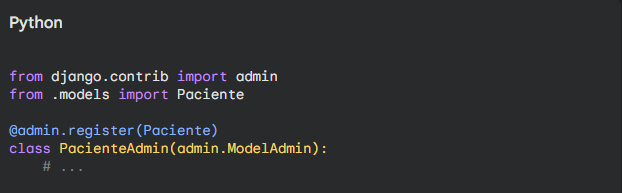 Python
from django.contrib import admin
from .models import Paciente
@admin.register(Paciente)
class PacienteAdmin(admin.ModelAdmin):
    # ...